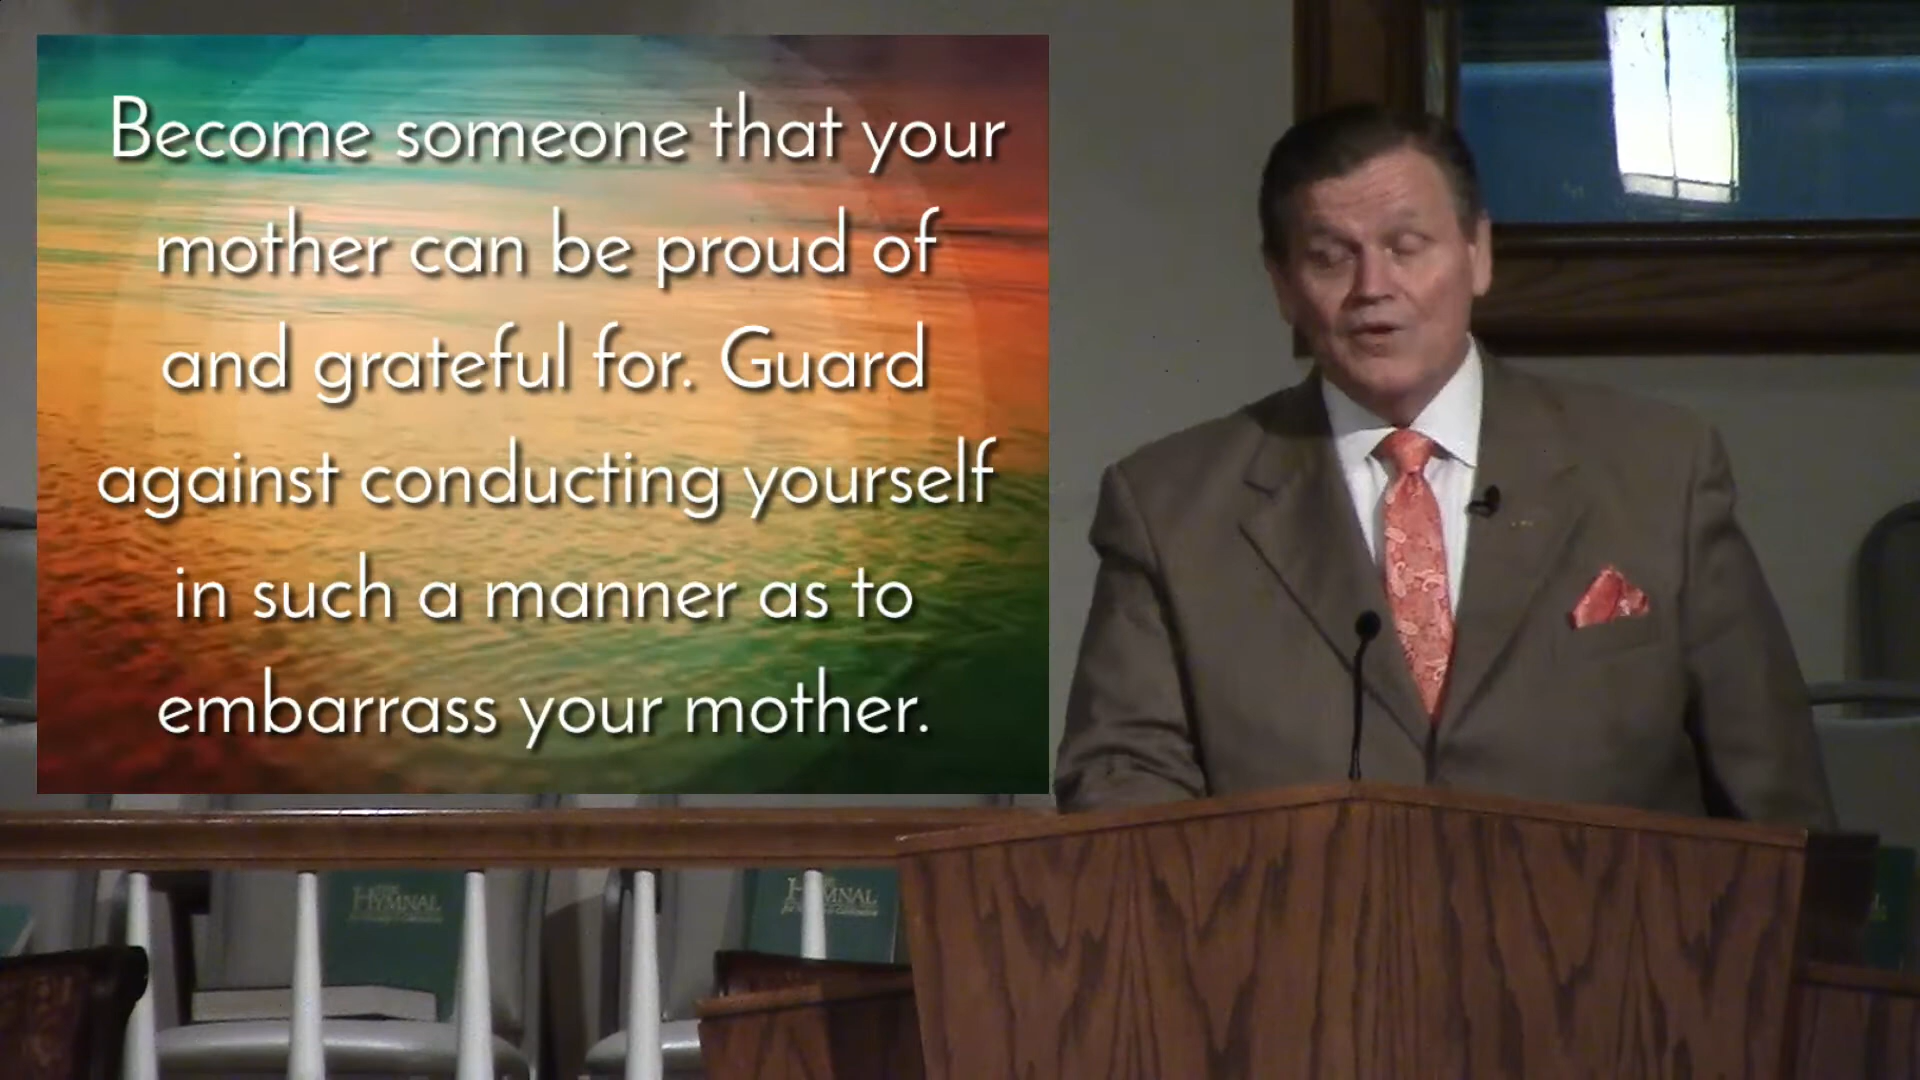 Become someone that your
mother can be proud of
and grateful for. Guard
against conducting yourself
in such a manner as to
embarrass your mother.
HYMNAL
HYMNAL